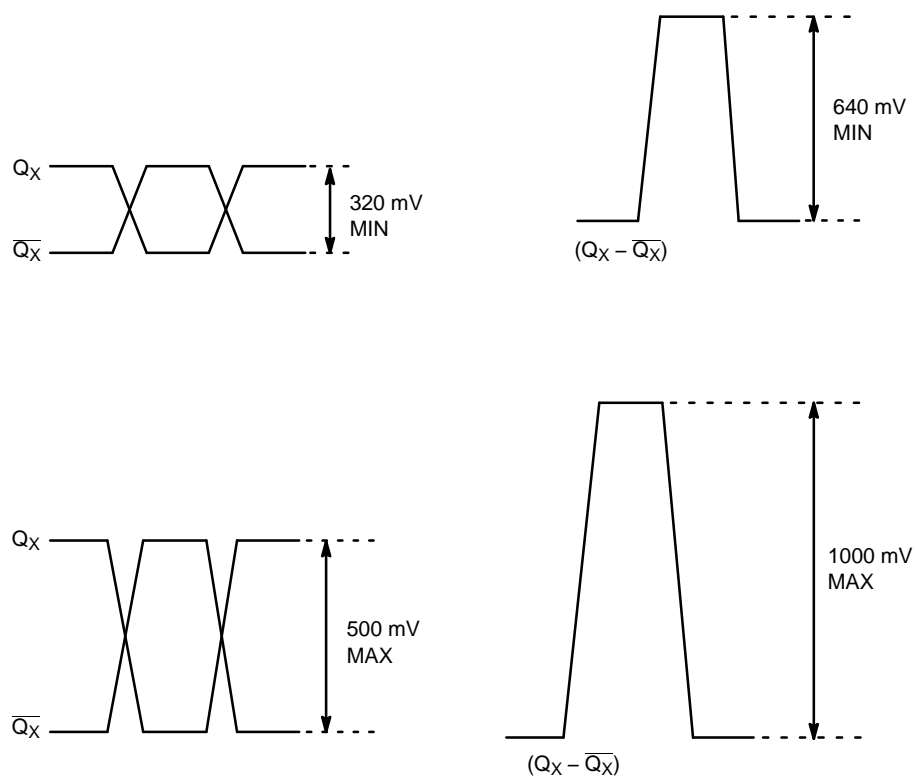 Q_X
Q̅_X̅
320 mV
MIN
640 mV
MIN
(Q_X – Q̅_X̅)
Q_X
Q̅_X̅
500 mV
MAX
1000 mV
MAX
(Q_X – Q̅_X̅)